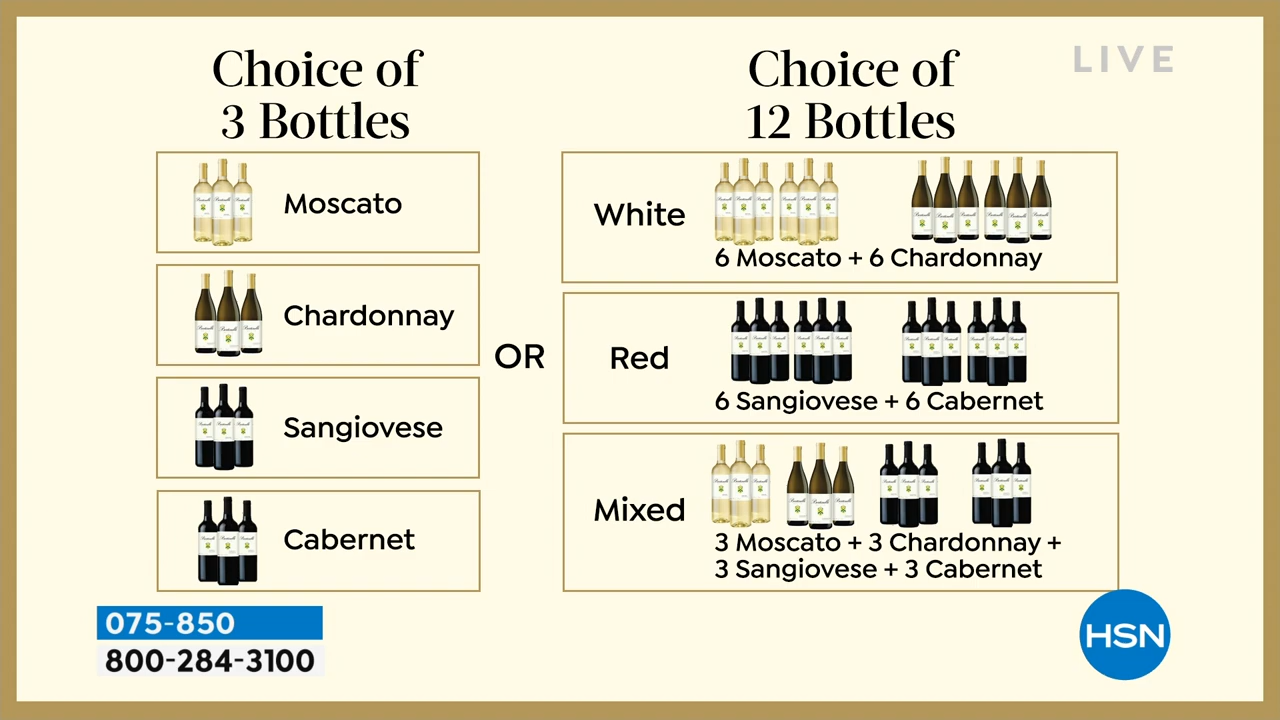 LIVE
Choice of
3 Bottles
Moscato
Chardonnay
Sangiovese
Cabernet
OR
Choice of
12 Bottles
White
6 Moscato + 6 Chardonnay
Red
6 Sangiovese + 6 Cabernet
Mixed
3 Moscato + 3 Chardonnay +
3 Sangiovese + 3 Cabernet
075-850
800-284-3100
HSN